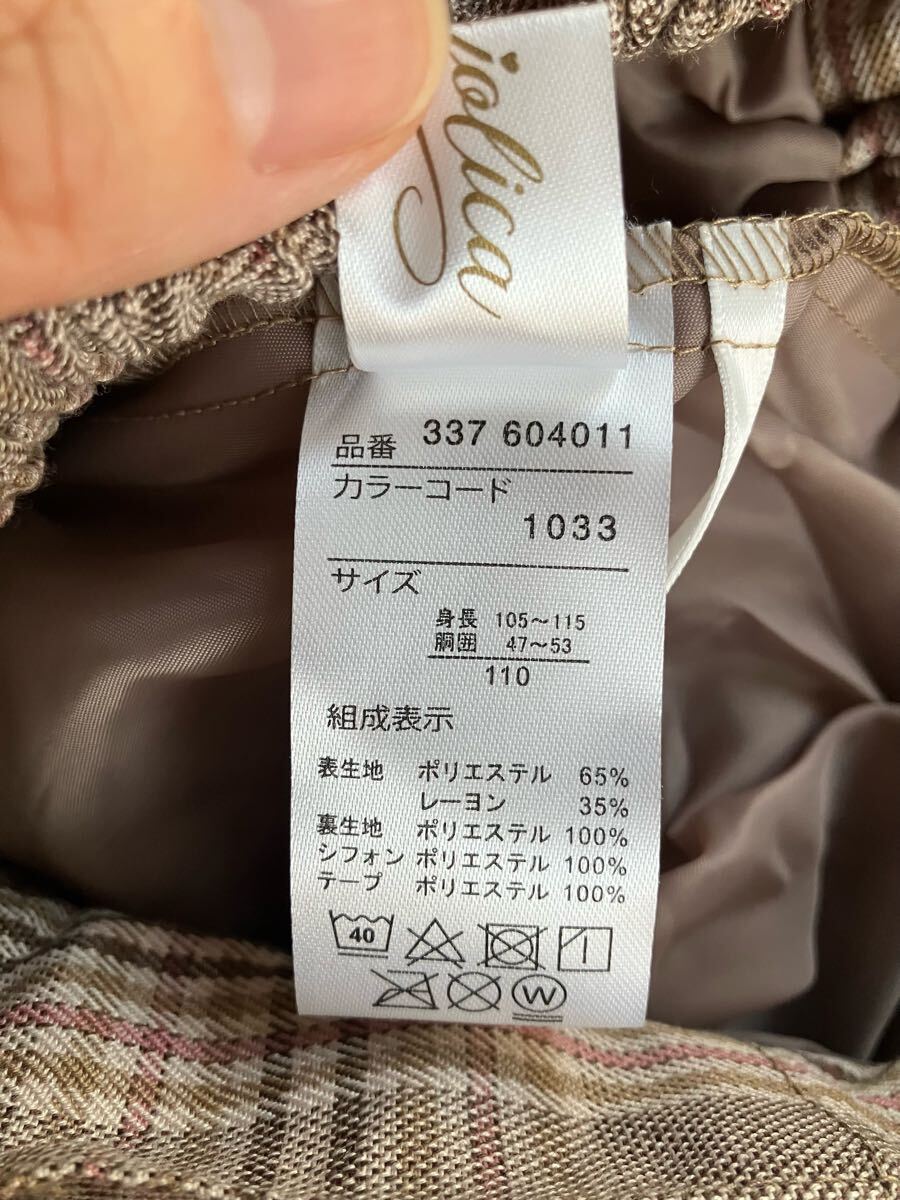 iolica
品番 337 604011
カラーコード
1033
サイズ
身長 105～115
胴囲 47～53
110
組成表示
表生地 ポリエステル 65%
レーヨン 35%
裏生地 ポリエステル 100%
シフォン ポリエステル 100%
テープ ポリエステル 100%
40
W